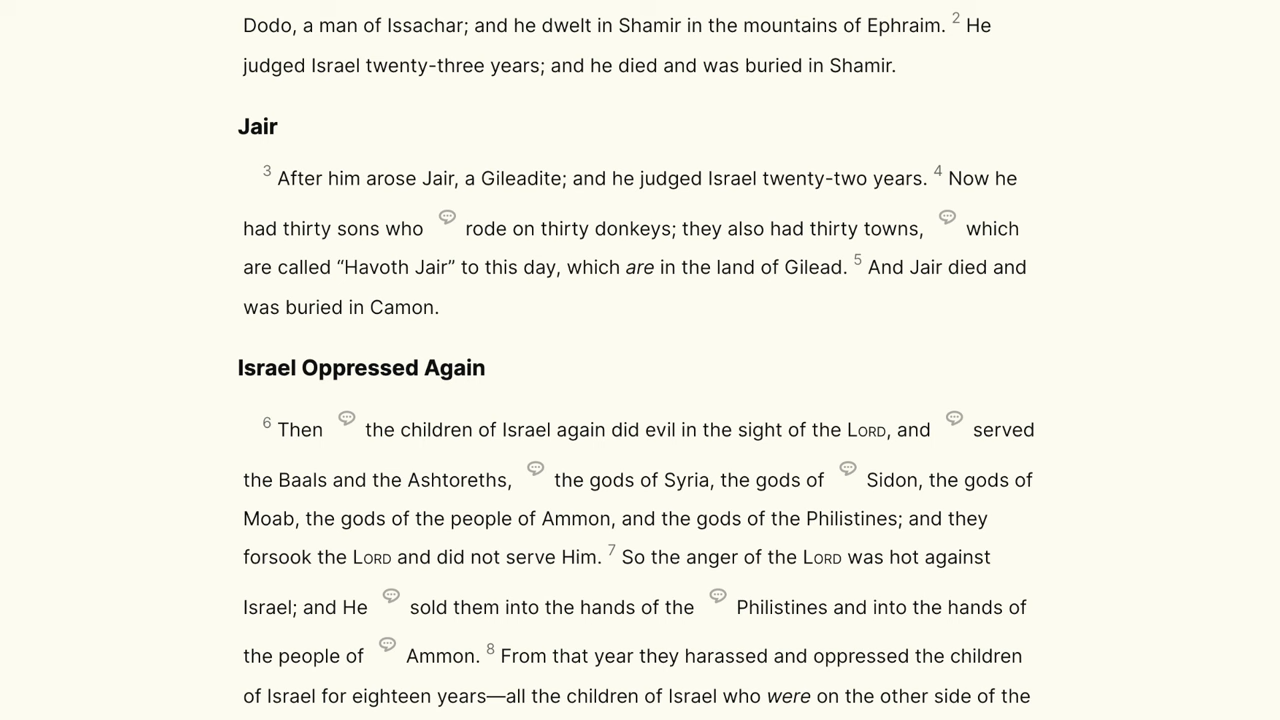 Dodo, a man of Issachar; and he dwelt in Shamir in the mountains of Ephraim. 2 He
judged Israel twenty-three years; and he died and was buried in Shamir.
Jair
3 After him arose Jair, a Gileadite; and he judged Israel twenty-two years. 4 Now he
had thirty sons who rode on thirty donkeys; they also had thirty towns, which
are called “Havoth Jair” to this day, which are in the land of Gilead. 5 And Jair died and
was buried in Camon.
Israel Oppressed Again
6 Then the children of Israel again did evil in the sight of the LORD, and served
the Baals and the Ashtoreths, the gods of Syria, the gods of Sidon, the gods of
Moab, the gods of the people of Ammon, and the gods of the Philistines; and they
forsook the LORD and did not serve Him. 7 So the anger of the LORD was hot against
Israel; and He sold them into the hands of the Philistines and into the hands of
the people of Ammon. 8 From that year they harassed and oppressed the children
of Israel for eighteen years—all the children of Israel who were on the other side of the